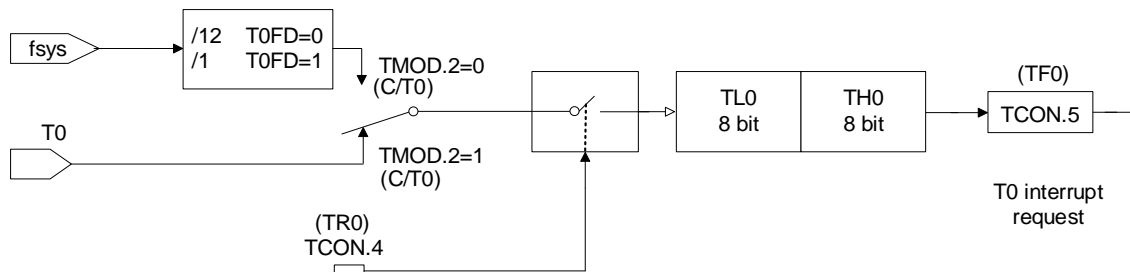 fsys
/12 T0FD=0
/1 T0FD=1
TMOD.2=0
(C/T0)
T0
TMOD.2=1
(C/T0)
(TR0)
TCON.4
TL0
8 bit
TH0
8 bit
(TF0)
TCON.5
T0 interrupt
request